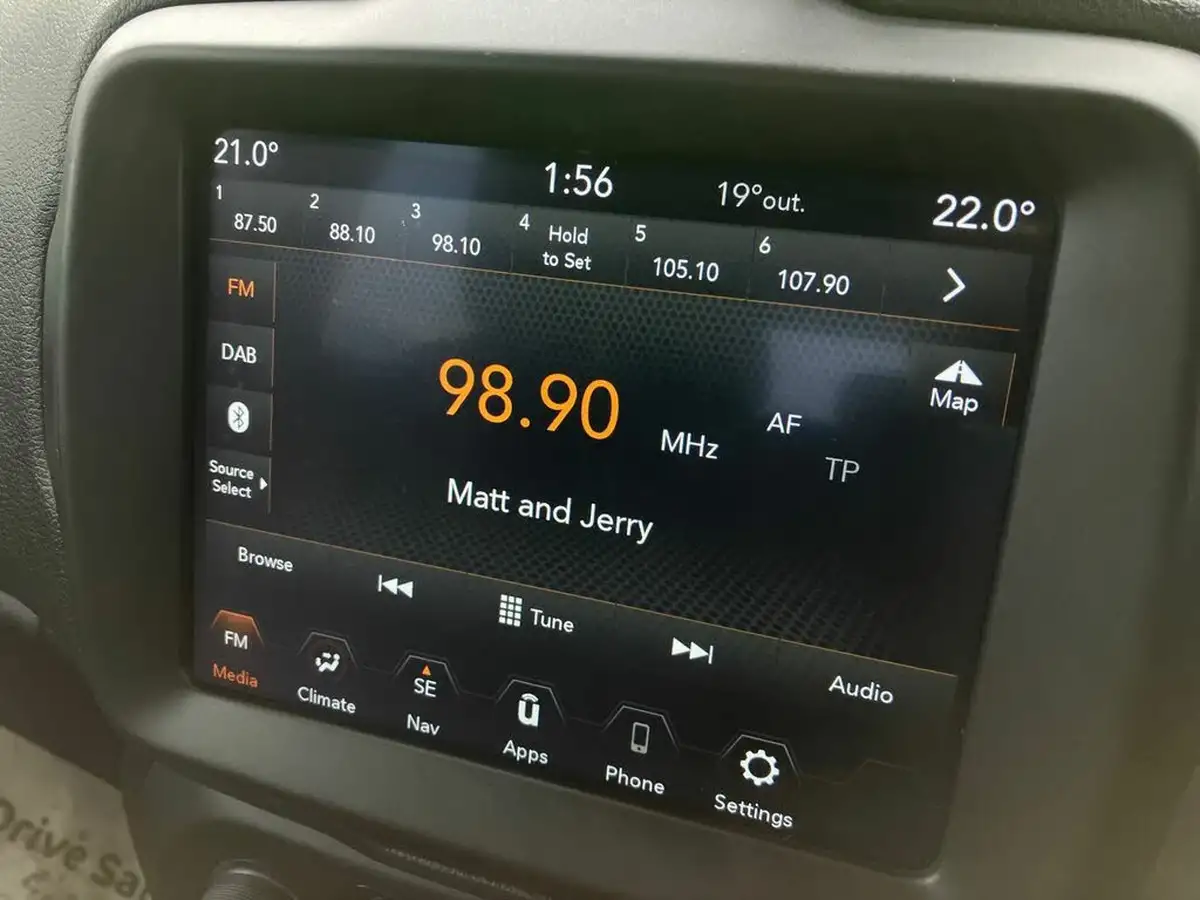 21.0°
1:56
19°out.
22.0°
1
87.50
2
88.10
3
98.10
4
Hold
to Set
5
105.10
6
107.90
FM
DAB
Source
Select
98.90
MHz
AF
TP
Map
Matt and Jerry
Browse
Tune
Audio
FM
Media
Climate
SE
Nav
Apps
Phone
Settings
Drive